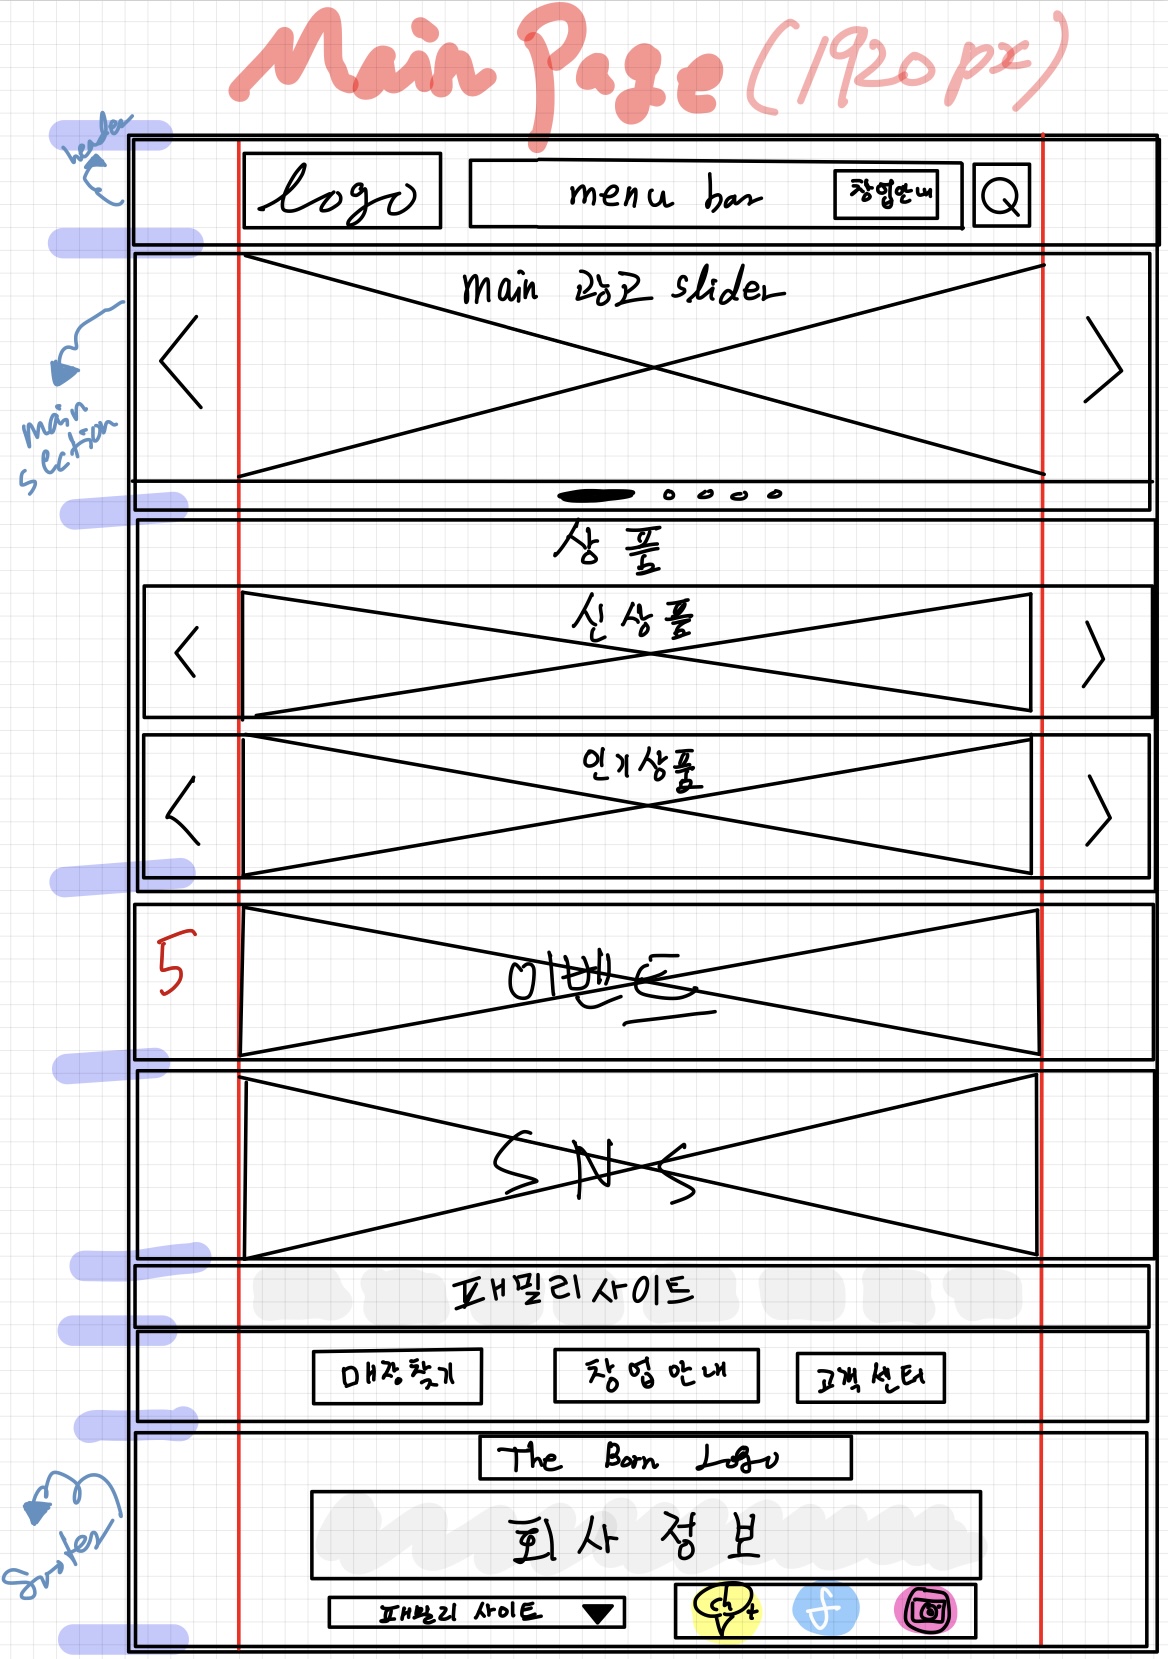 Main Page (1920px)
header
logo
menu bar
창업안내
main 광고 slider
main
section
상품
신상품
인기상품
5
이벤트
SNS
패밀리사이트
매장찾기
창업안내
고객센터
The Born Logo
회사정보
footer
패밀리 사이트
f